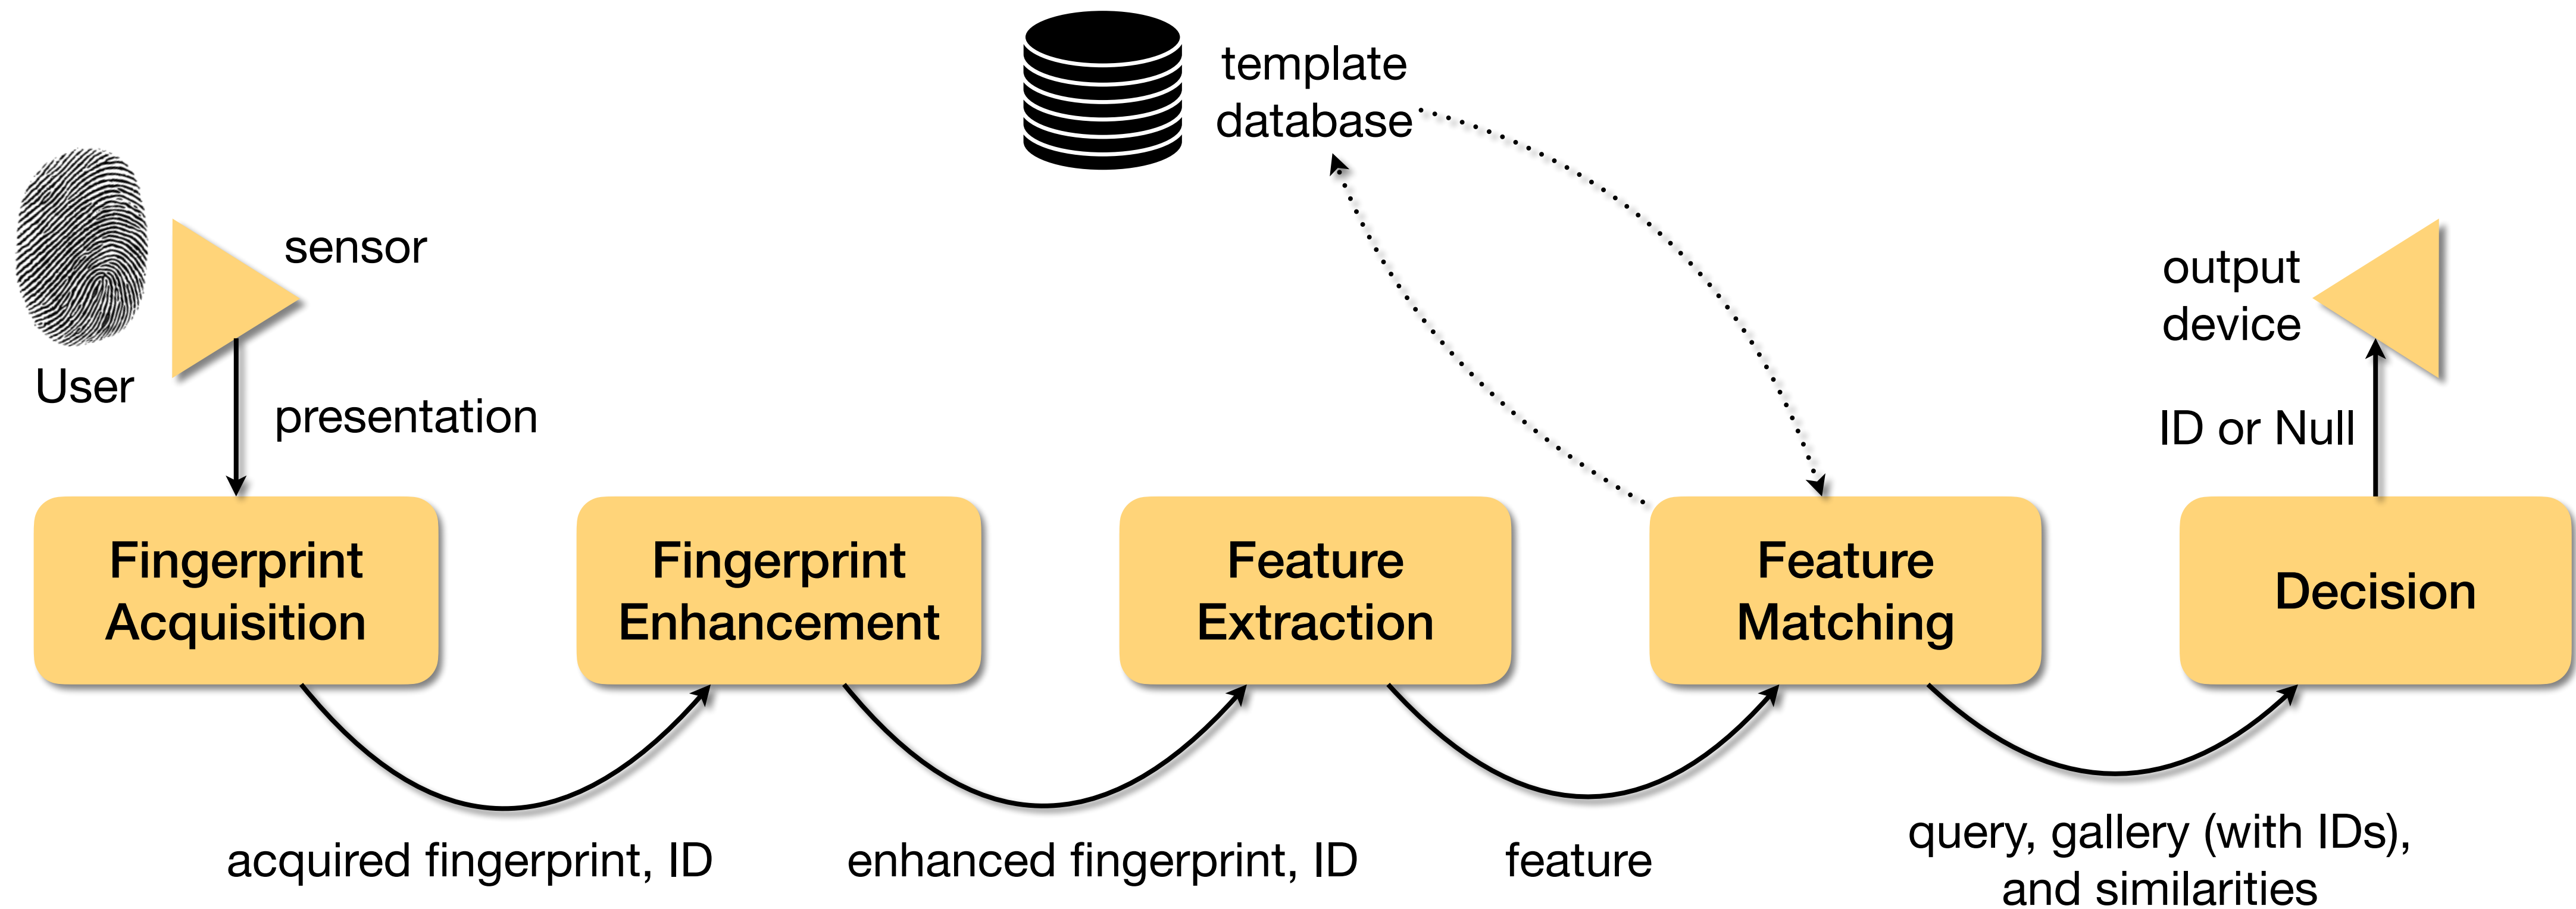 template
database
sensor
User
presentation
output
device
ID or Null
Fingerprint
Acquisition
Fingerprint
Enhancement
Feature
Extraction
Feature
Matching
Decision
acquired fingerprint, ID
enhanced fingerprint, ID
feature
query, gallery (with IDs),
and similarities